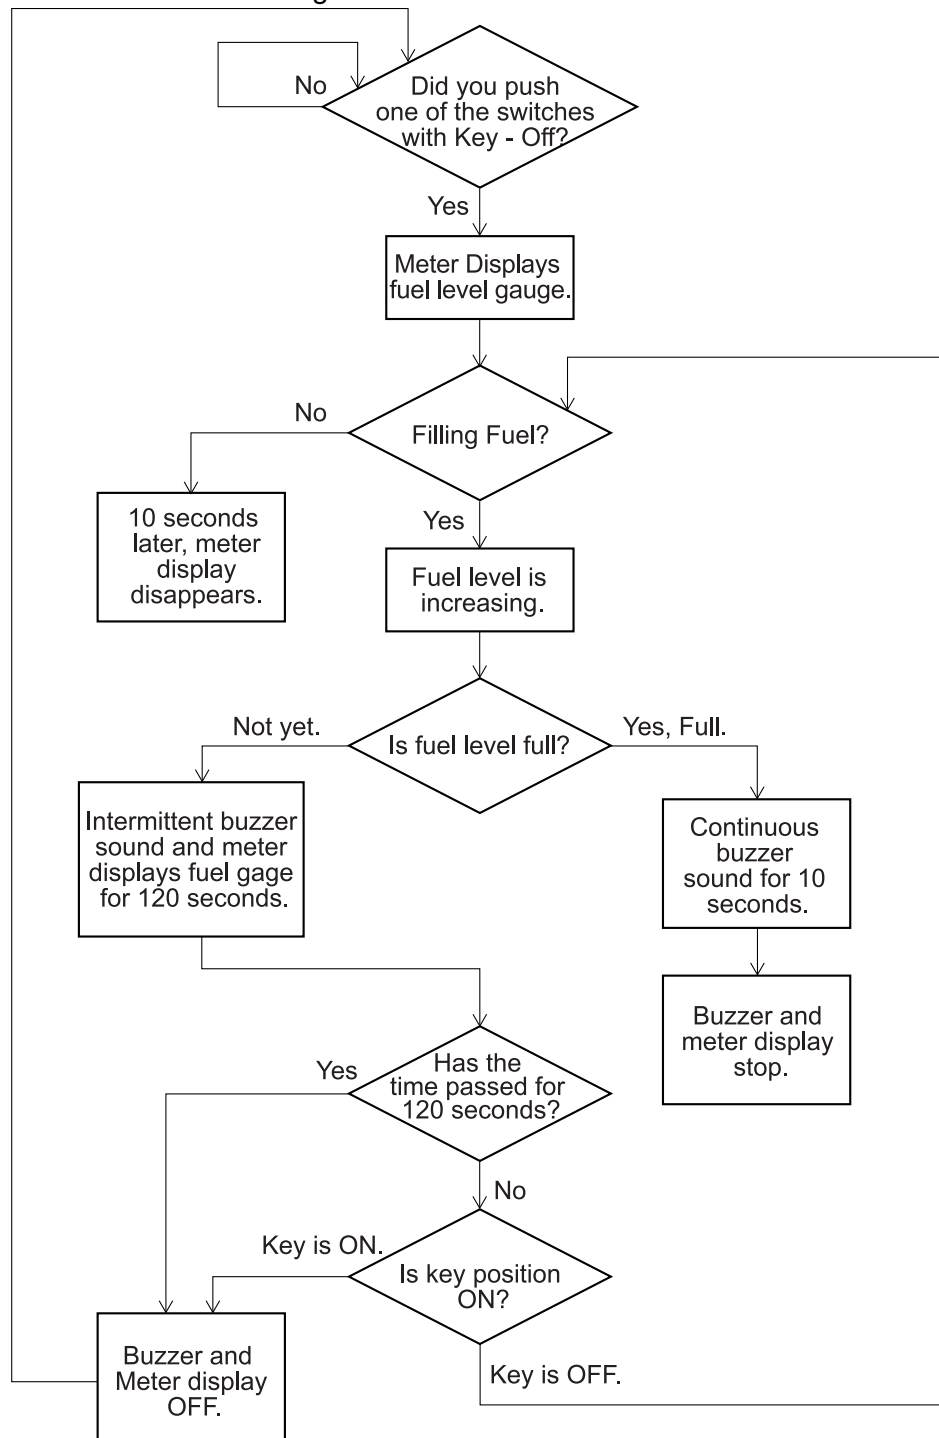 No
Did you push
one of the switches
with Key - Off?
Yes
Meter Displays
fuel level gauge.
No
Filling Fuel?
Yes
10 seconds
later, meter
display
disappears.
Fuel level is
increasing.
Not yet.
Is fuel level full?
Yes, Full.
Intermittent buzzer
sound and meter
displays fuel gage
for 120 seconds.
Continuous
buzzer
sound for 10
seconds.
Buzzer and
meter display
stop.
Yes
Has the
time passed for
120 seconds?
No
Key is ON.
Is key position
ON?
Buzzer and
Meter display
OFF.
Key is OFF.